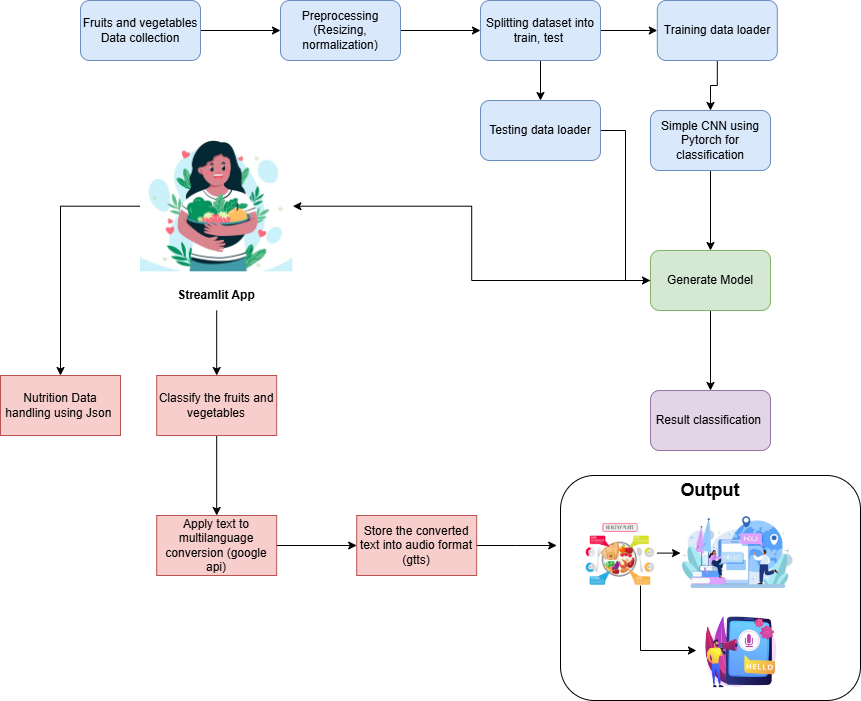 Fruits and vegetables
Data collection
Preprocessing
(Resizing,
normalization)
Splitting dataset into
train, test
Training data loader
Testing data loader
Simple CNN using
Pytorch for
classification
Streamlit App
Generate Model
Nutrition Data
handling using Json
Classify the fruits and
vegetables
Result classification
Apply text to
multilanguage
conversion (google
api)
Store the converted
text into audio format
(gtts)
Output
HEALTHY PLATE
HOLA
HELLO